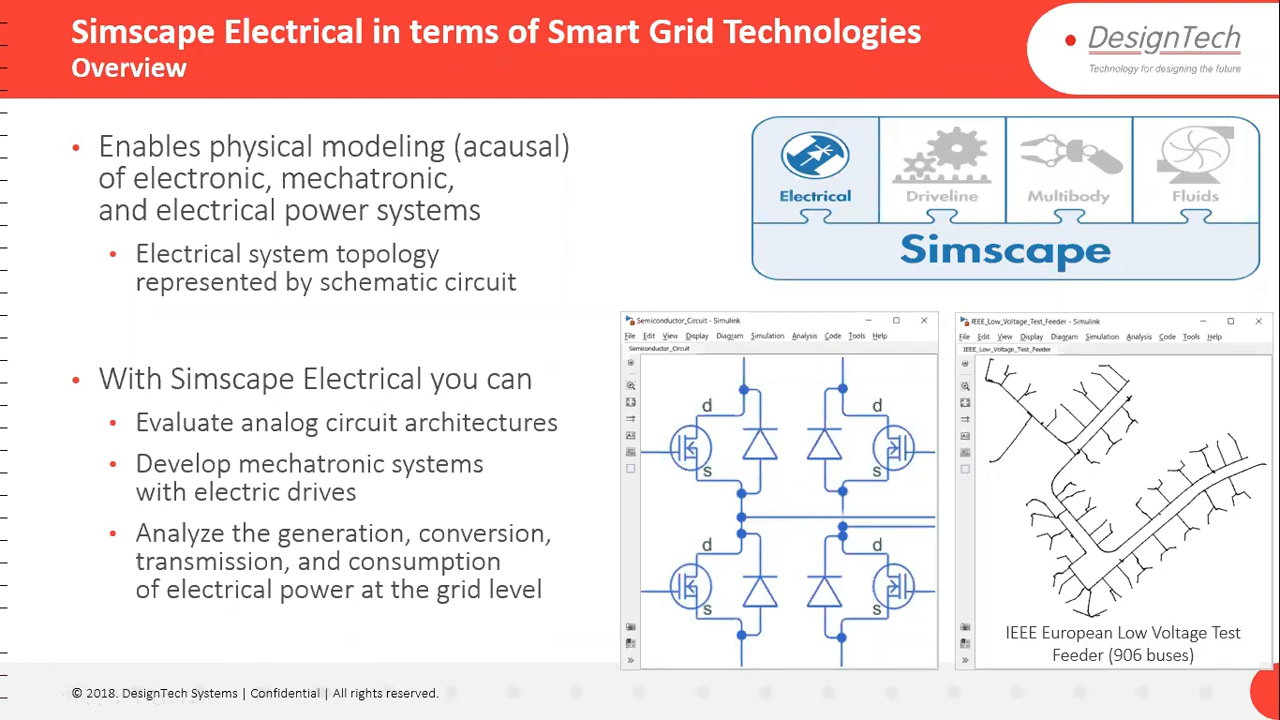 Simscape Electrical in terms of Smart Grid Technologies
Overview
DesignTech
Technology for designing the future
• Enables physical modeling (acausal)
of electronic, mechatronic,
and electrical power systems
• Electrical system topology
represented by schematic circuit
• With Simscape Electrical you can
• Evaluate analog circuit architectures
• Develop mechatronic systems
with electric drives
• Analyze the generation, conversion,
transmission, and consumption
of electrical power at the grid level
Electrical
Driveline
Multibody
Fluids
Simscape
Semiconductor_Circuit - Simulink
File Edit View Display Diagram Simulation Analysis Code Tools Help
Semiconductor_Circuit
d
d
s
s
d
d
s
s
IEEE_Low_Voltage_Test_Feeder - Simulink
File Edit View Display Diagram Simulation Analysis Code Tools Help
IEEE_Low_Voltage_Test_Feeder
IEEE European Low Voltage Test
Feeder (906 buses)
© 2018. DesignTech Systems | Confidential | All rights reserved.